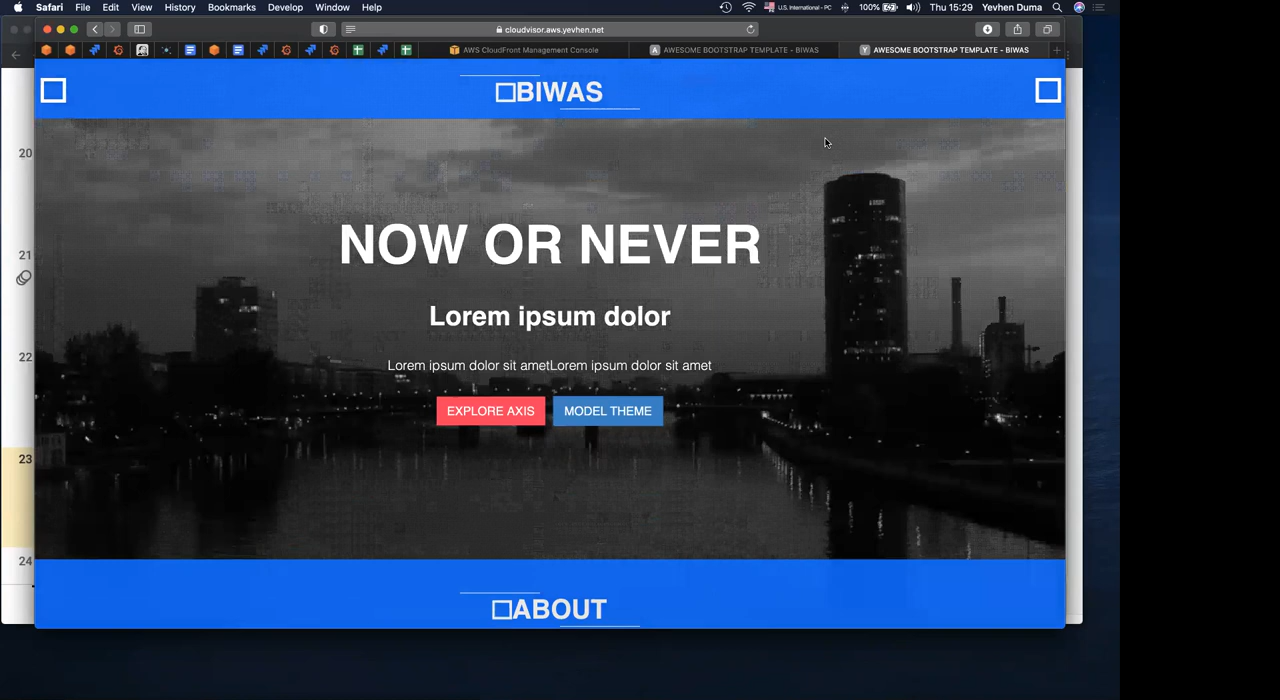 Safari File Edit View History Bookmarks Develop Window Help U.S. International - PC 100% Thu 15:29 Yevhen Duma
cloudvisor.aws.yevhen.net
AWS CloudFront Management Console A AWESOME BOOTSTRAP TEMPLATE - BIWAS Y AWESOME BOOTSTRAP TEMPLATE - BIWAS
BIWAS
20
21
22
23
24
NOW OR NEVER
Lorem ipsum dolor
Lorem ipsum dolor sit ametLorem ipsum dolor sit amet
EXPLORE AXIS MODEL THEME
ABOUT